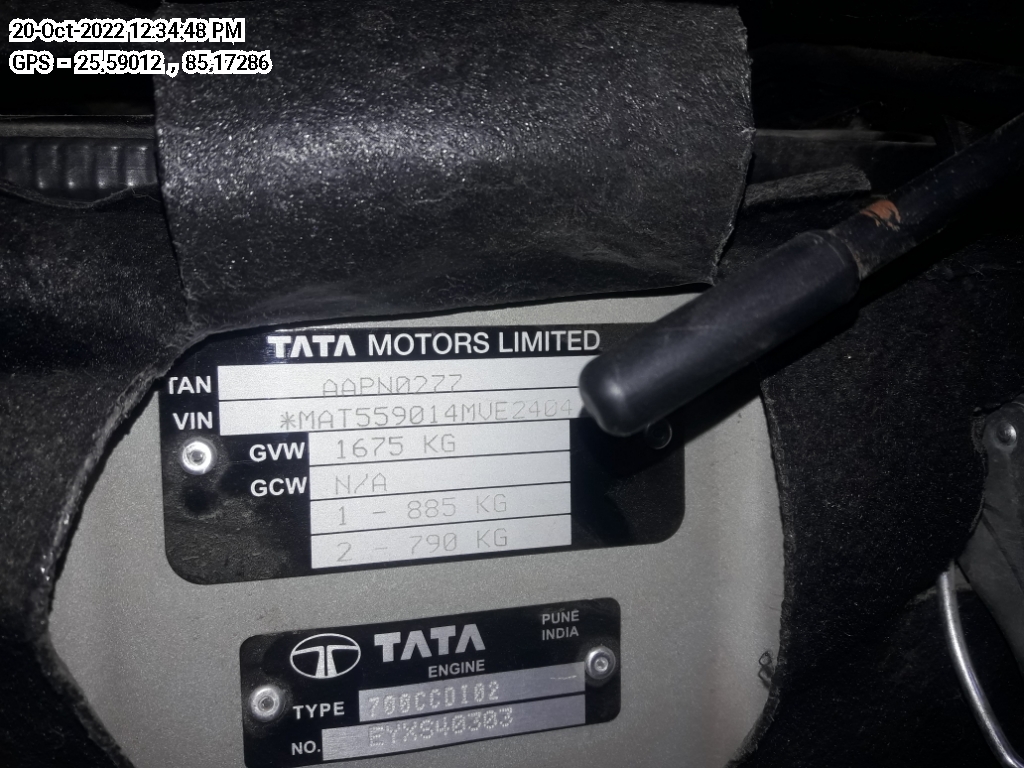 20-Oct-2022 12:34:48 PM
GPS - 25.59012 , 85.17286
TATA MOTORS LIMITED
TAN AAPN0277
VIN *MAT559014MVE2404
GVW 1675 KG
GCW N/A
1 - 885 KG
2 - 790 KG
TATA PUNE
INDIA
ENGINE
TYPE 700CCDI02
NO. EYXS40303